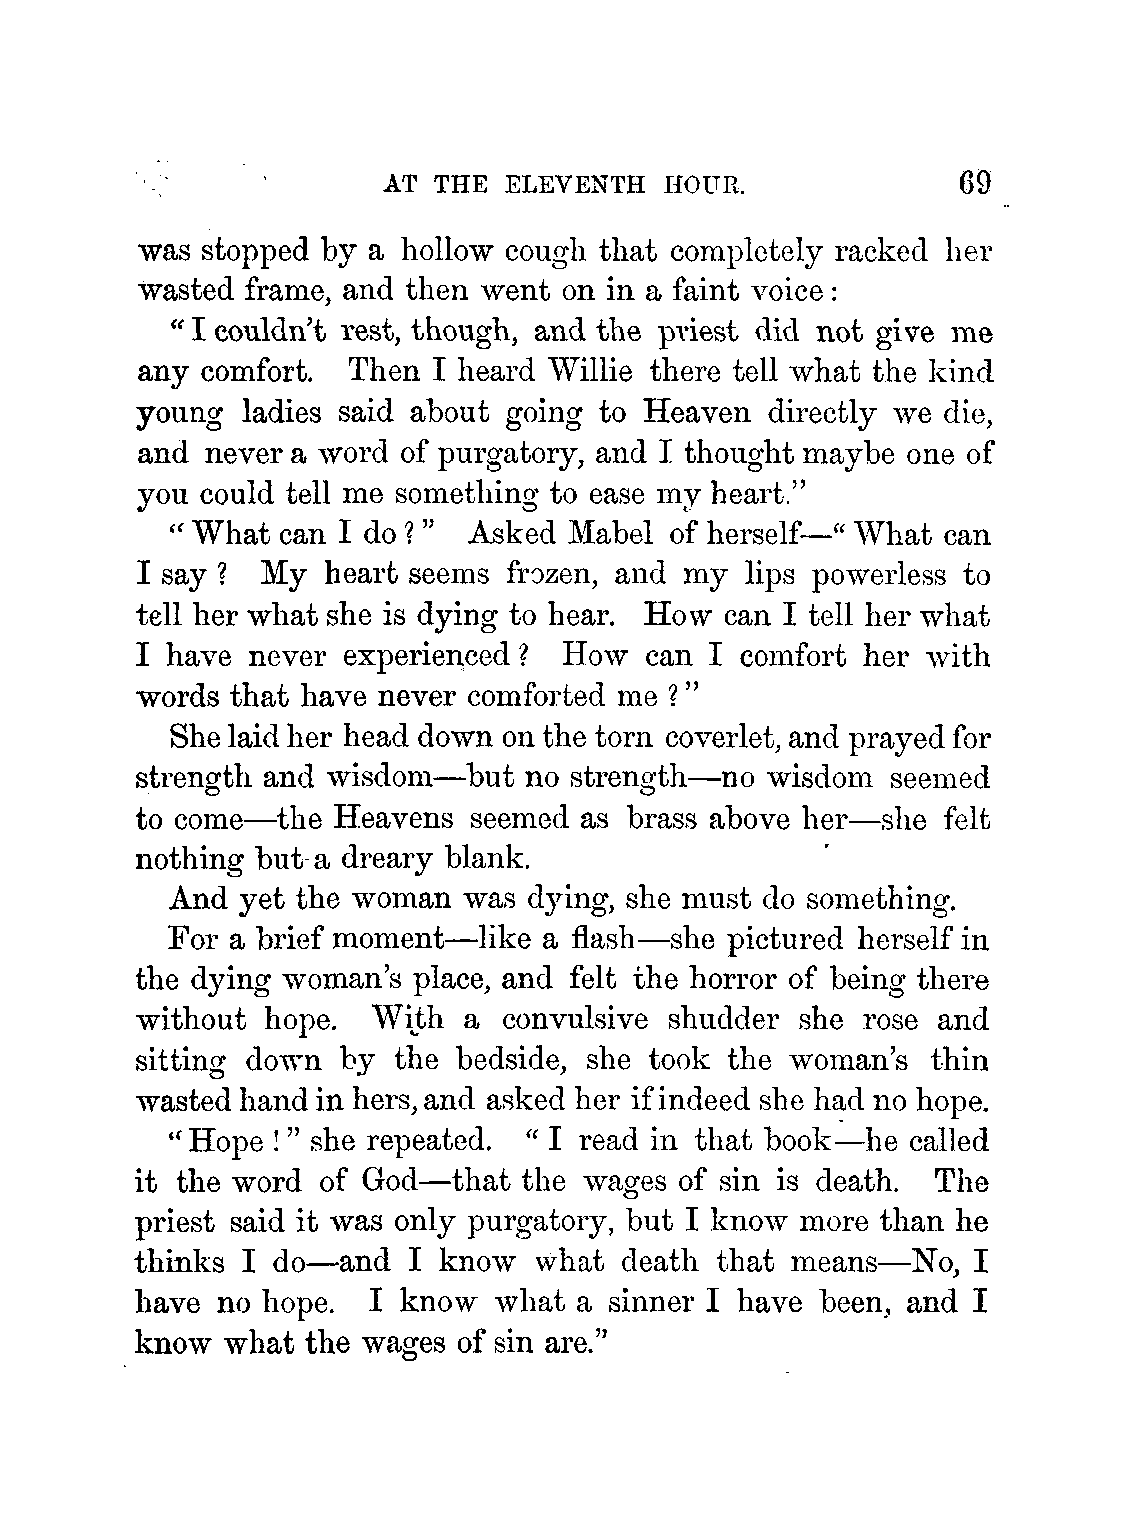 AT THE ELEVENTH HOUR. 69
was stopped by a hollow cough that completely racked her
wasted frame, and then went on in a faint voice:
"I couldn't rest, though, and the priest did not give me
any comfort. Then I heard Willie there tell what the kind
young ladies said about going to Heaven directly we die,
and never a word of purgatory, and I thought maybe one of
you could tell me something to ease my heart."
"What can I do?" Asked Mabel of herself—"What can
I say? My heart seems frozen, and my lips powerless to
tell her what she is dying to hear. How can I tell her what
I have never experienced? How can I comfort her with
words that have never comforted me?"
She laid her head down on the torn coverlet, and prayed for
strength and wisdom—but no strength—no wisdom seemed
to come—the Heavens seemed as brass above her—she felt
nothing but a dreary blank.
And yet the woman was dying, she must do something.
For a brief moment—like a flash—she pictured herself in
the dying woman's place, and felt the horror of being there
without hope. With a convulsive shudder she rose and
sitting down by the bedside, she took the woman's thin
wasted hand in hers, and asked her if indeed she had no hope.
"Hope!" she repeated. "I read in that book—he called
it the word of God—that the wages of sin is death. The
priest said it was only purgatory, but I know more than he
thinks I do—and I know what death that means—No, I
have no hope. I know what a sinner I have been, and I
know what the wages of sin are."